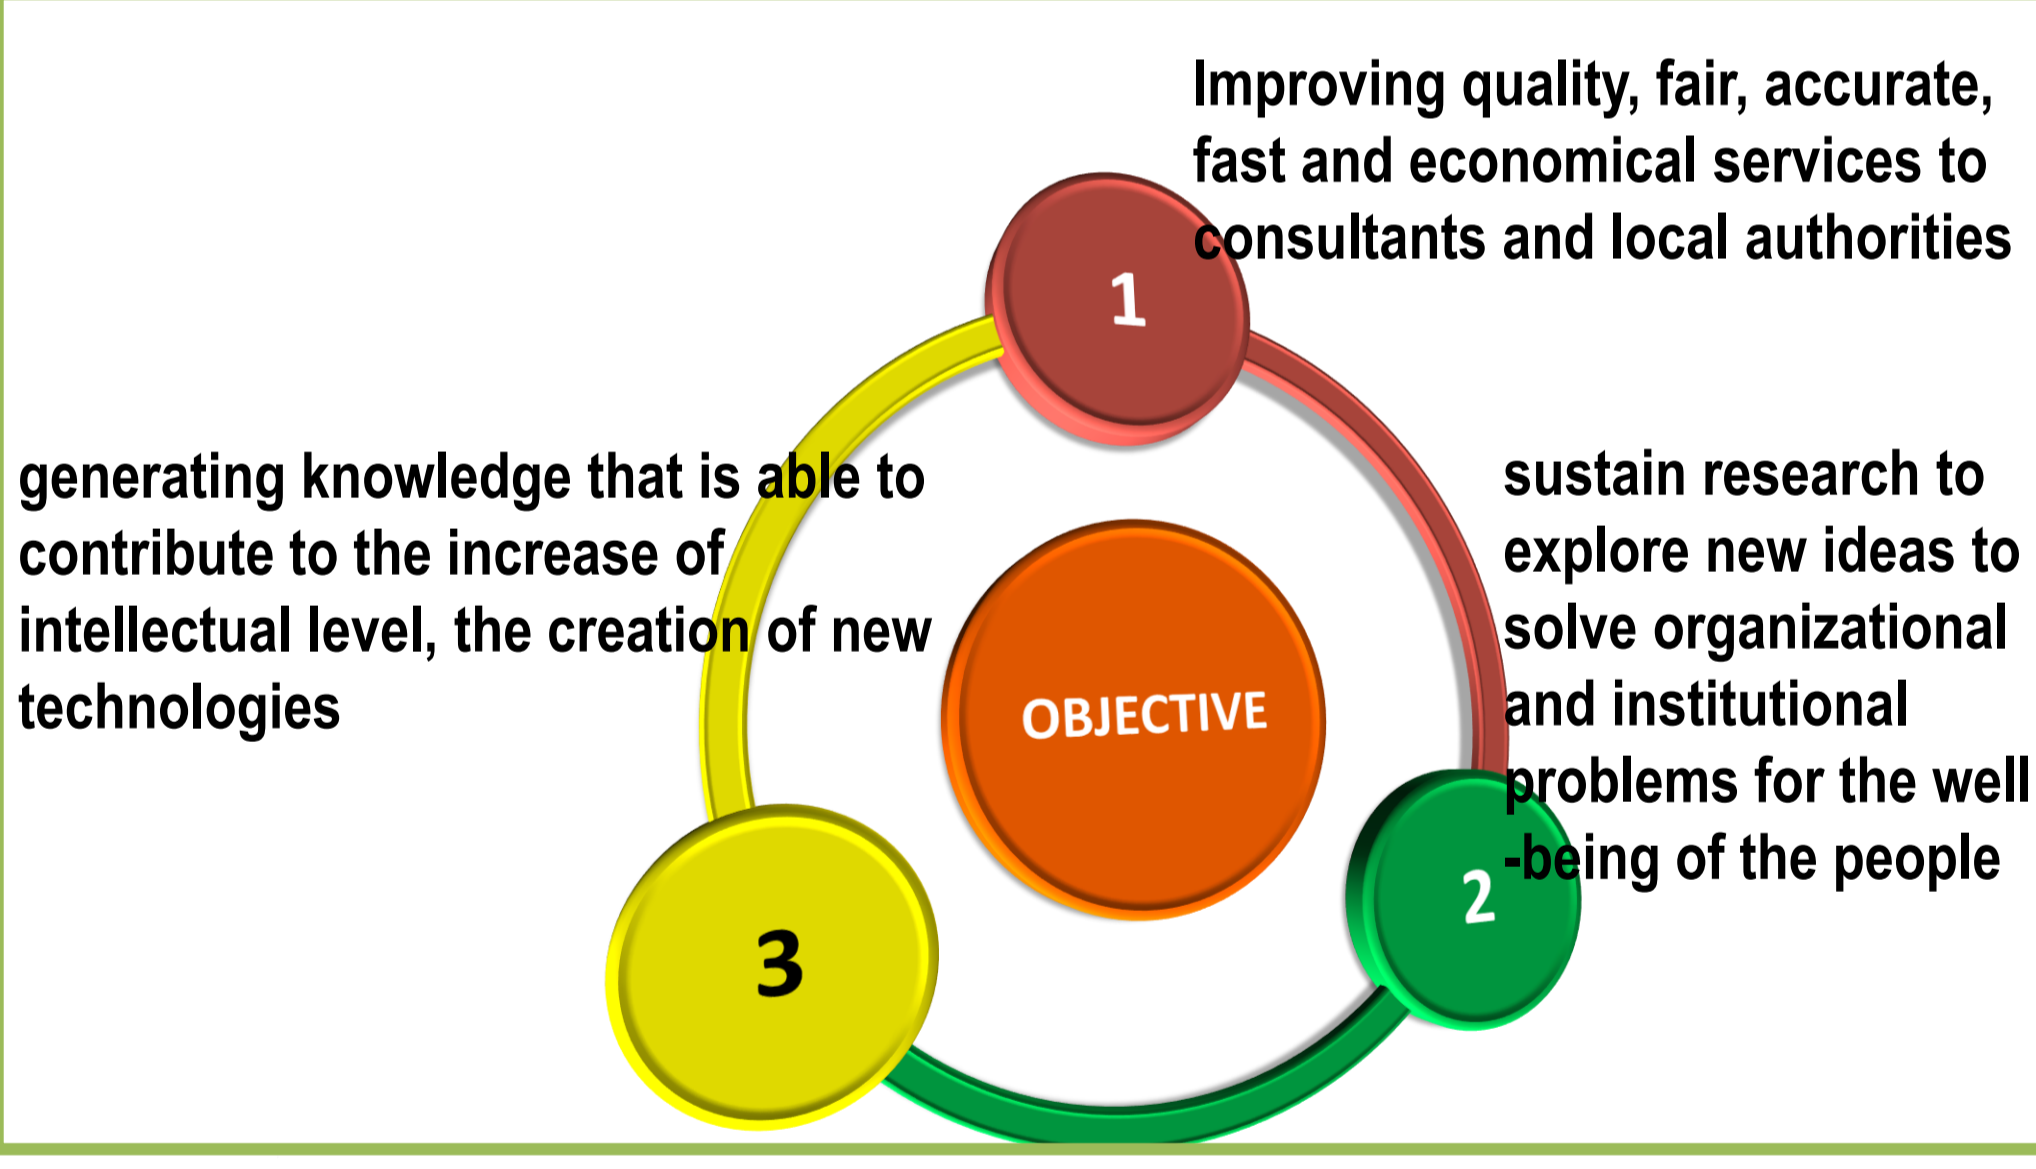 Improving quality, fair, accurate,
fast and economical services to
consultants and local authorities
1
sustain research to
explore new ideas to
solve organizational
and institutional
problems for the well
-being of the people
2
generating knowledge that is able to
contribute to the increase of
intellectual level, the creation of new
technologies
3
OBJECTIVE